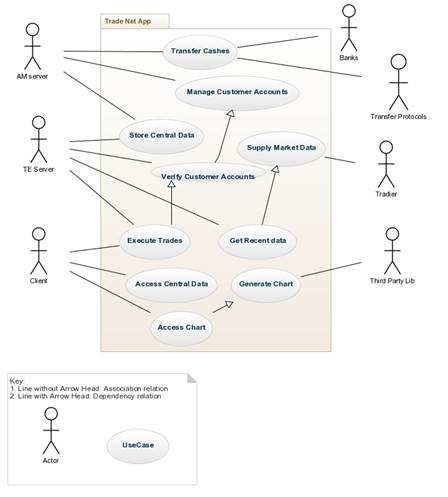 Trade Net App
Transfer Cashes
AM server
Banks
Manage Customer Accounts
Transfer Protocols
Store Central Data
Supply Market Data
TE Server
Verify Customer Accounts
Tradier
Execute Trades
Get Recent data
Client
Access Central Data
Generate Chart
Third Party Lib
Access Chart
Key:
1. Line without Arrow Head: Association relation
2. Line with Arrow Head: Dependency relation
UseCase
Actor